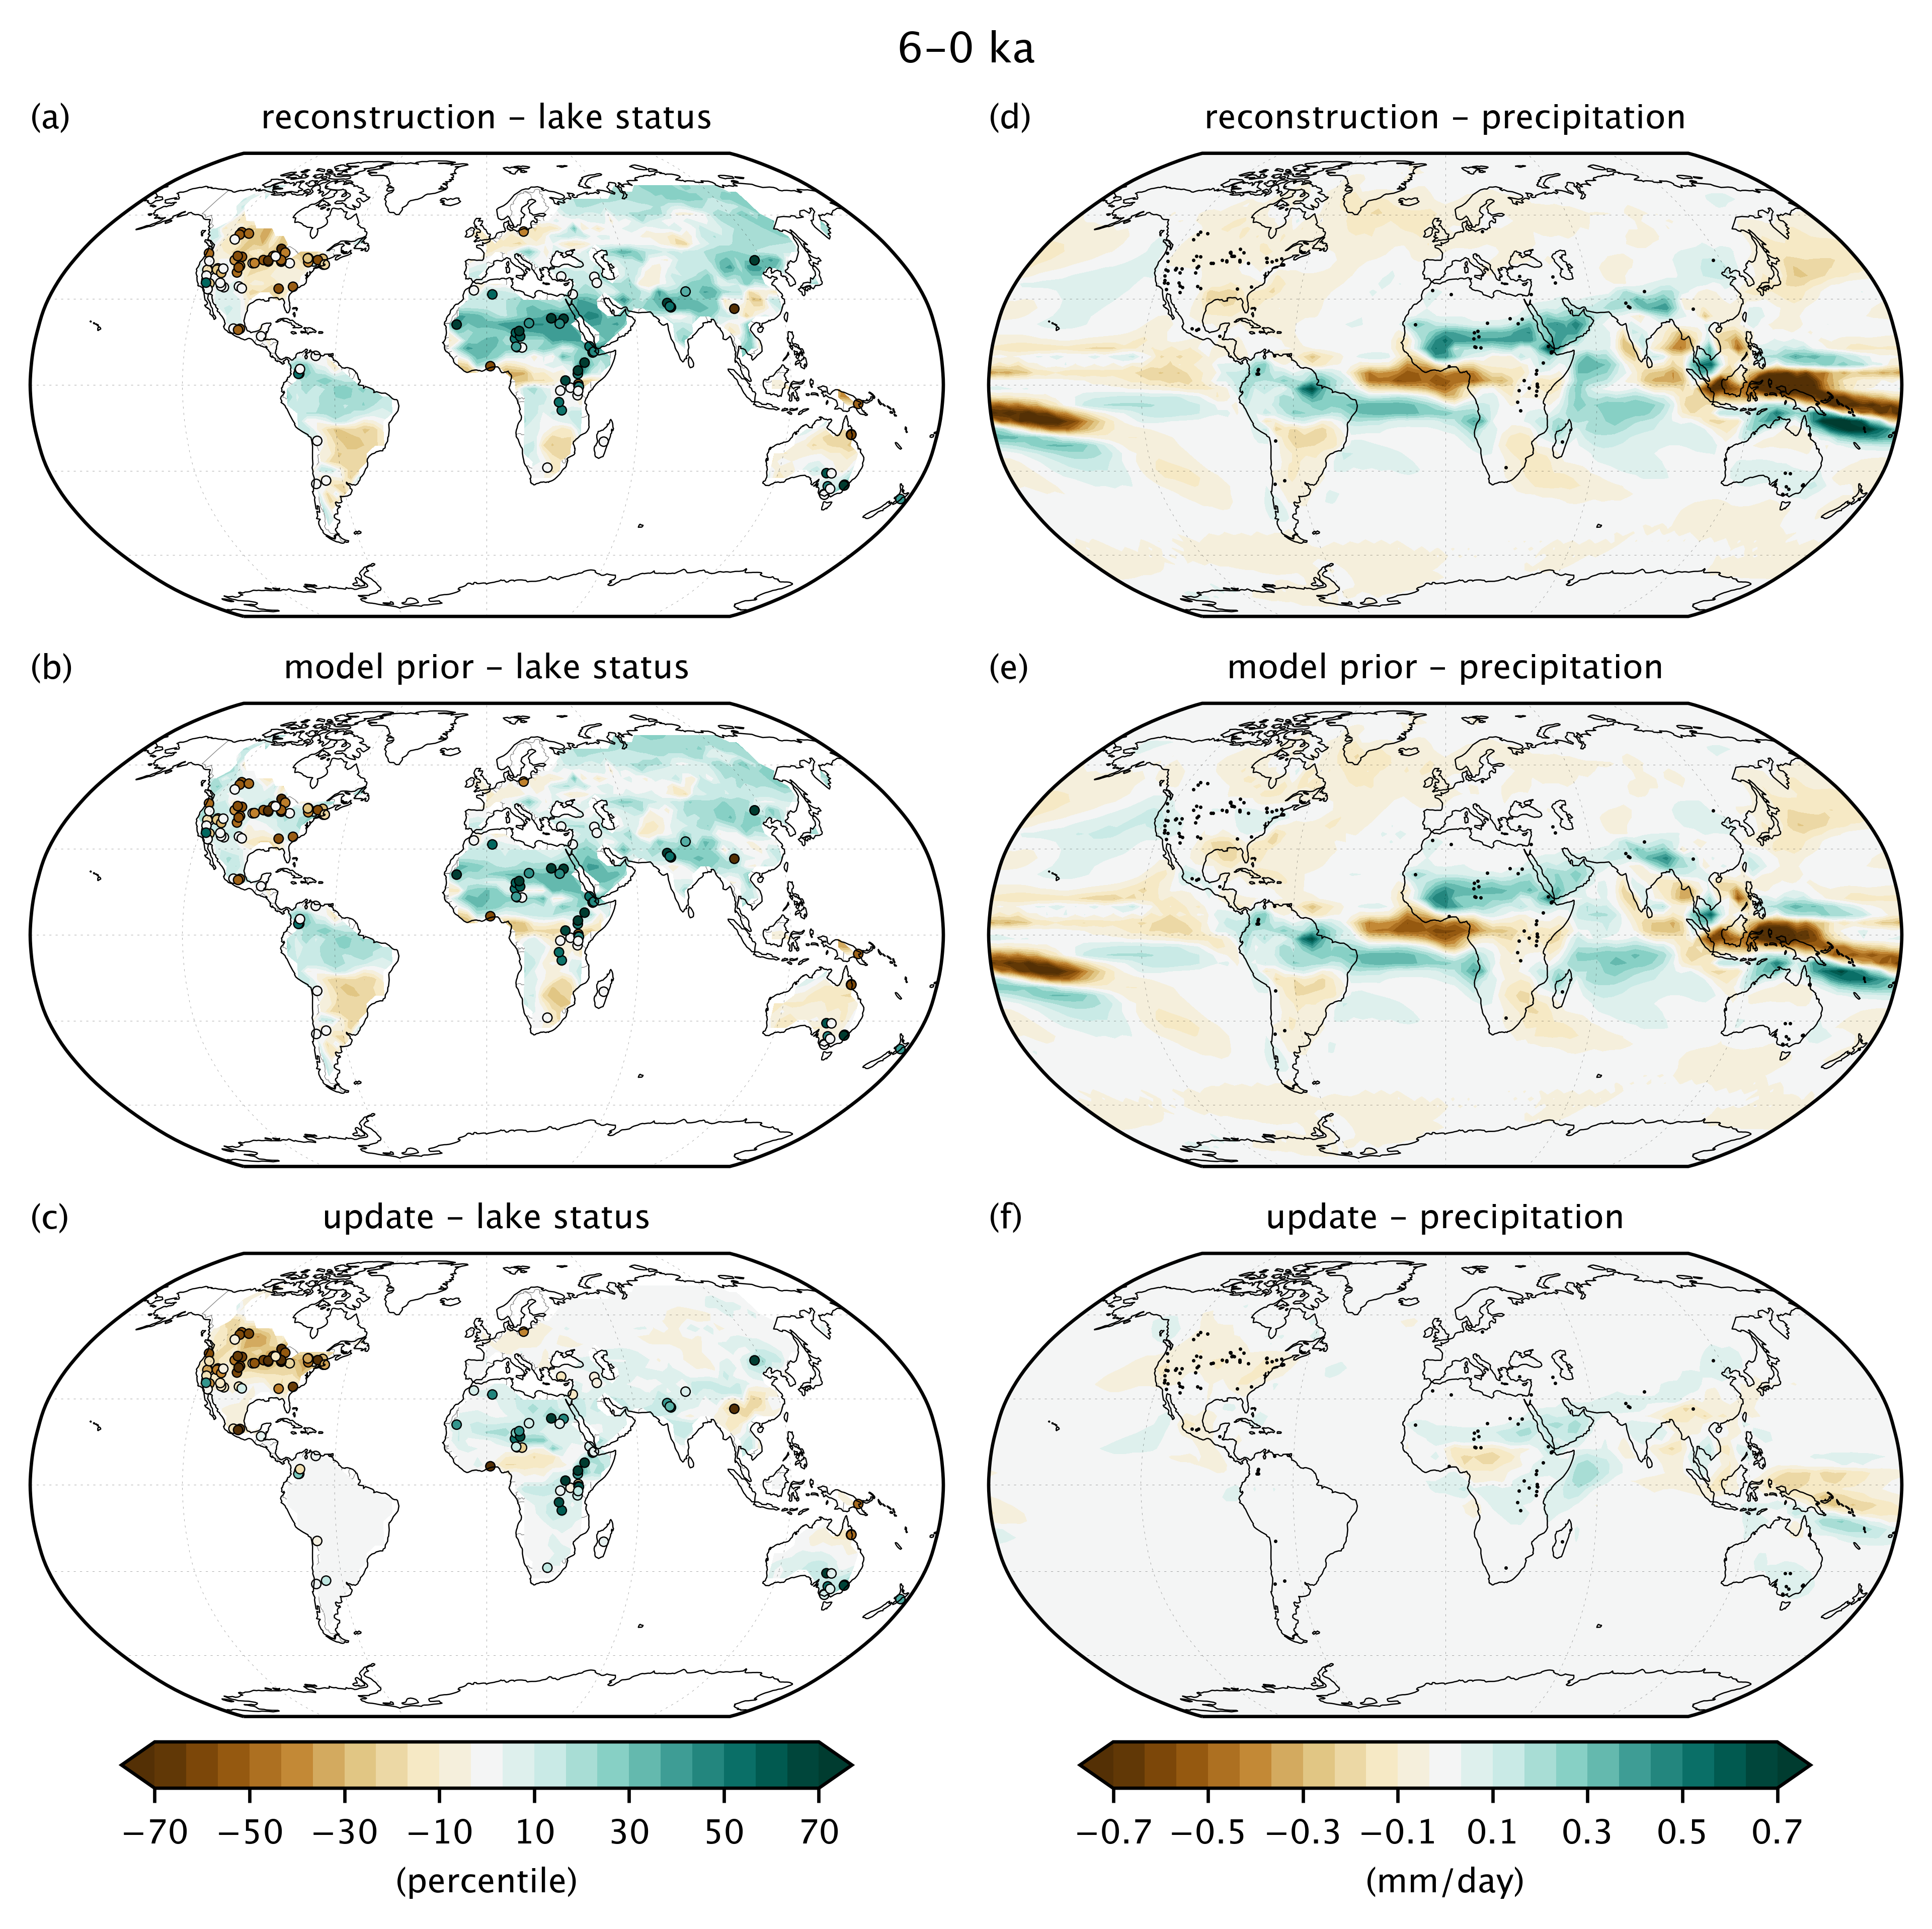 6–0 ka
(a) reconstruction – lake status
(d) reconstruction – precipitation
(b) model prior – lake status
(e) model prior – precipitation
(c) update – lake status
(f) update – precipitation
−70 −50 −30 −10 10 30 50 70
(percentile)
−0.7 −0.5 −0.3 −0.1 0.1 0.3 0.5 0.7
(mm/day)